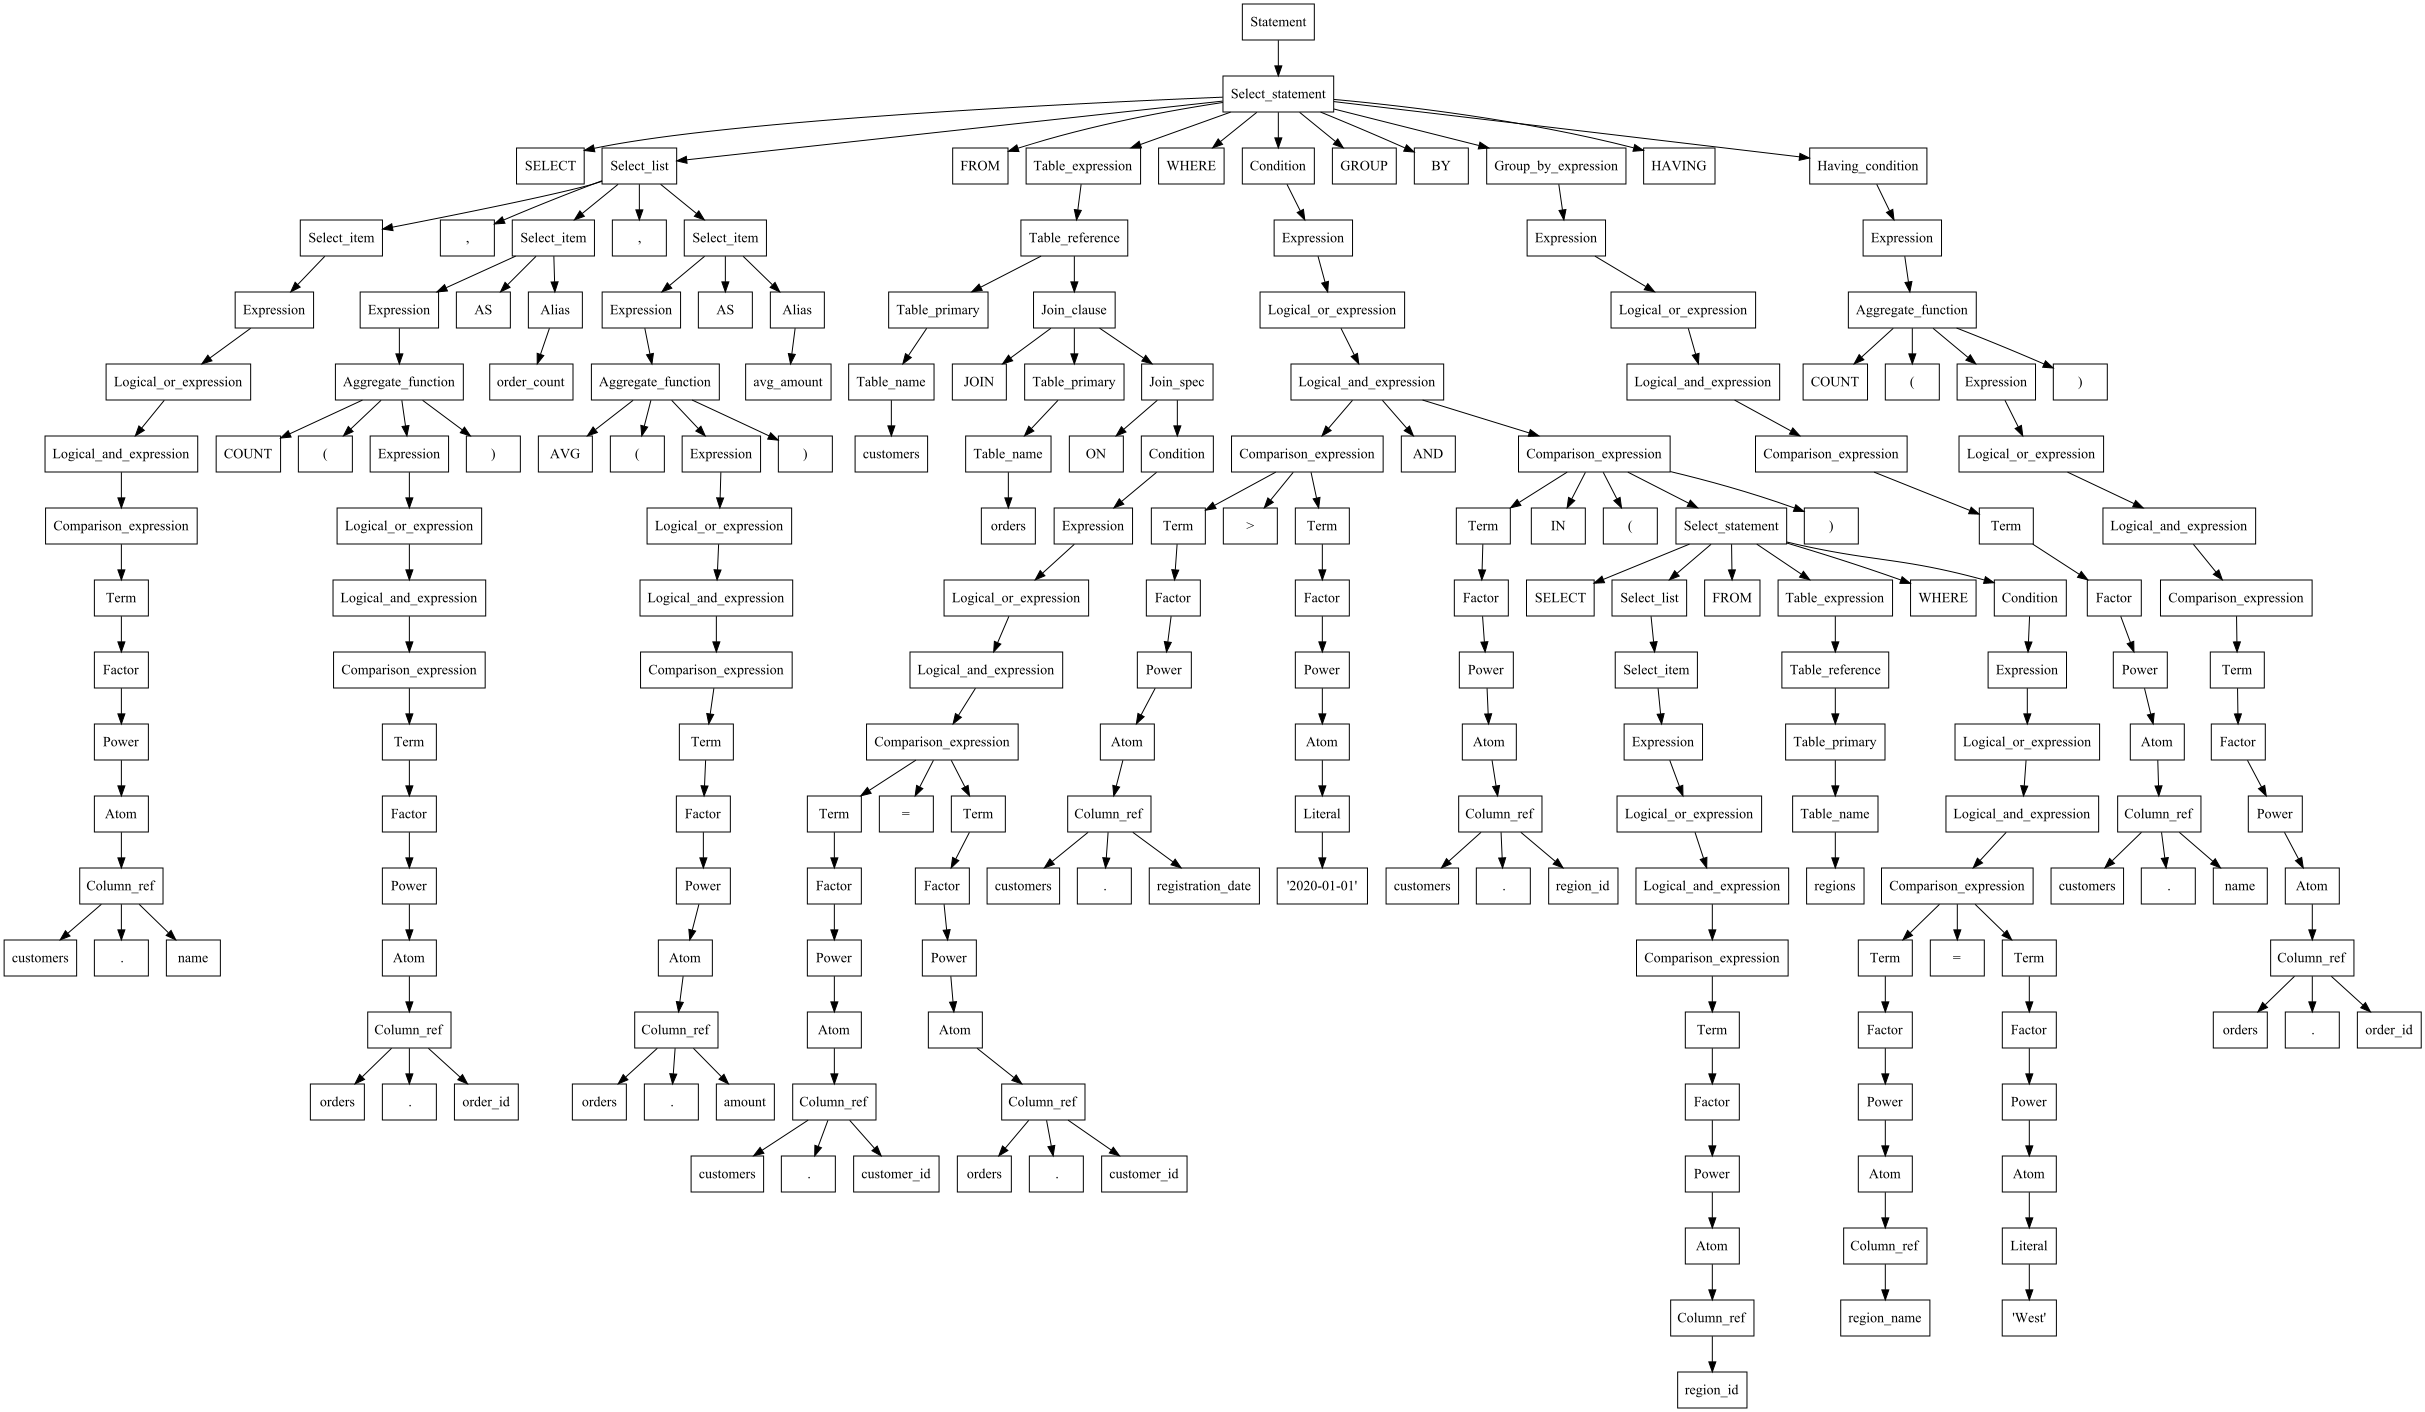 Statement
Select_statement
SELECT Select_list FROM Table_expression WHERE Condition GROUP BY Group_by_expression HAVING Having_condition
Select_item , Select_item , Select_item Table_reference Expression Expression Expression
Expression Expression AS Alias Expression AS Alias Table_primary Join_clause Logical_or_expression Logical_or_expression Aggregate_function
Logical_or_expression Aggregate_function order_count Aggregate_function avg_amount Table_name JOIN Table_primary Join_spec Logical_and_expression Logical_and_expression COUNT ( Expression )
Logical_and_expression COUNT ( Expression ) AVG ( Expression ) customers Table_name ON Condition Comparison_expression AND Comparison_expression Comparison_expression Logical_or_expression
Comparison_expression Logical_or_expression Logical_or_expression orders Expression Term > Term Term IN ( Select_statement ) Term Logical_and_expression
Term Logical_and_expression Logical_and_expression Logical_or_expression Factor Factor Factor SELECT Select_list FROM Table_expression WHERE Condition Factor Comparison_expression
Factor Comparison_expression Comparison_expression Logical_and_expression Power Power Power Select_item Table_reference Expression Power Term
Power Term Term Comparison_expression Atom Atom Atom Expression Table_primary Logical_or_expression Atom Factor
Atom Factor Factor Term = Term Column_ref Literal Column_ref Logical_or_expression Table_name Logical_and_expression Column_ref Power
Column_ref Power Power Factor Factor customers . registration_date '2020-01-01' customers . region_id Logical_and_expression regions Comparison_expression customers . name Atom
customers . name Atom Atom Power Power Comparison_expression Term = Term Column_ref
Column_ref Column_ref Atom Atom Term Factor Factor orders . order_id
orders . order_id orders . amount Column_ref Column_ref Factor Power Power
customers . customer_id orders . customer_id Power Atom Atom
Atom Column_ref Literal
Column_ref region_name 'West'
region_id